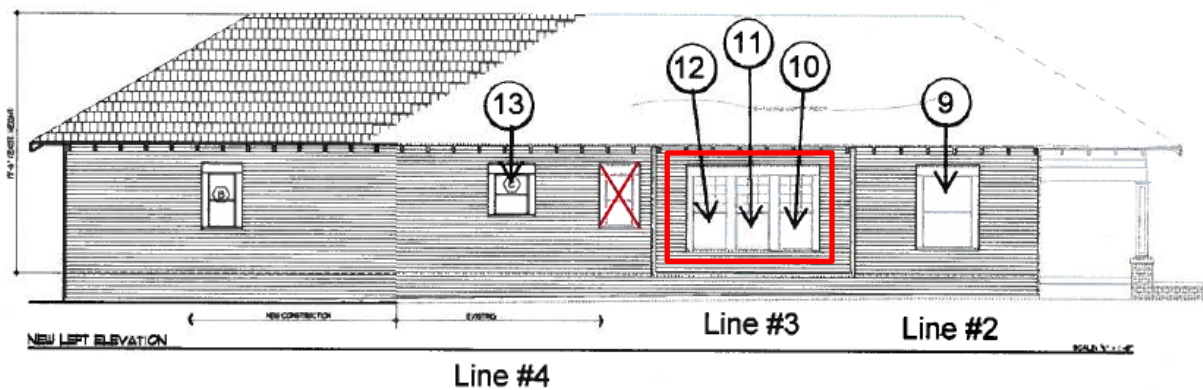 11
12
10
13
9
B
NEW CONSTRUCTION
EXISTING
Line #3
Line #2
NEW LEFT ELEVATION
Line #4